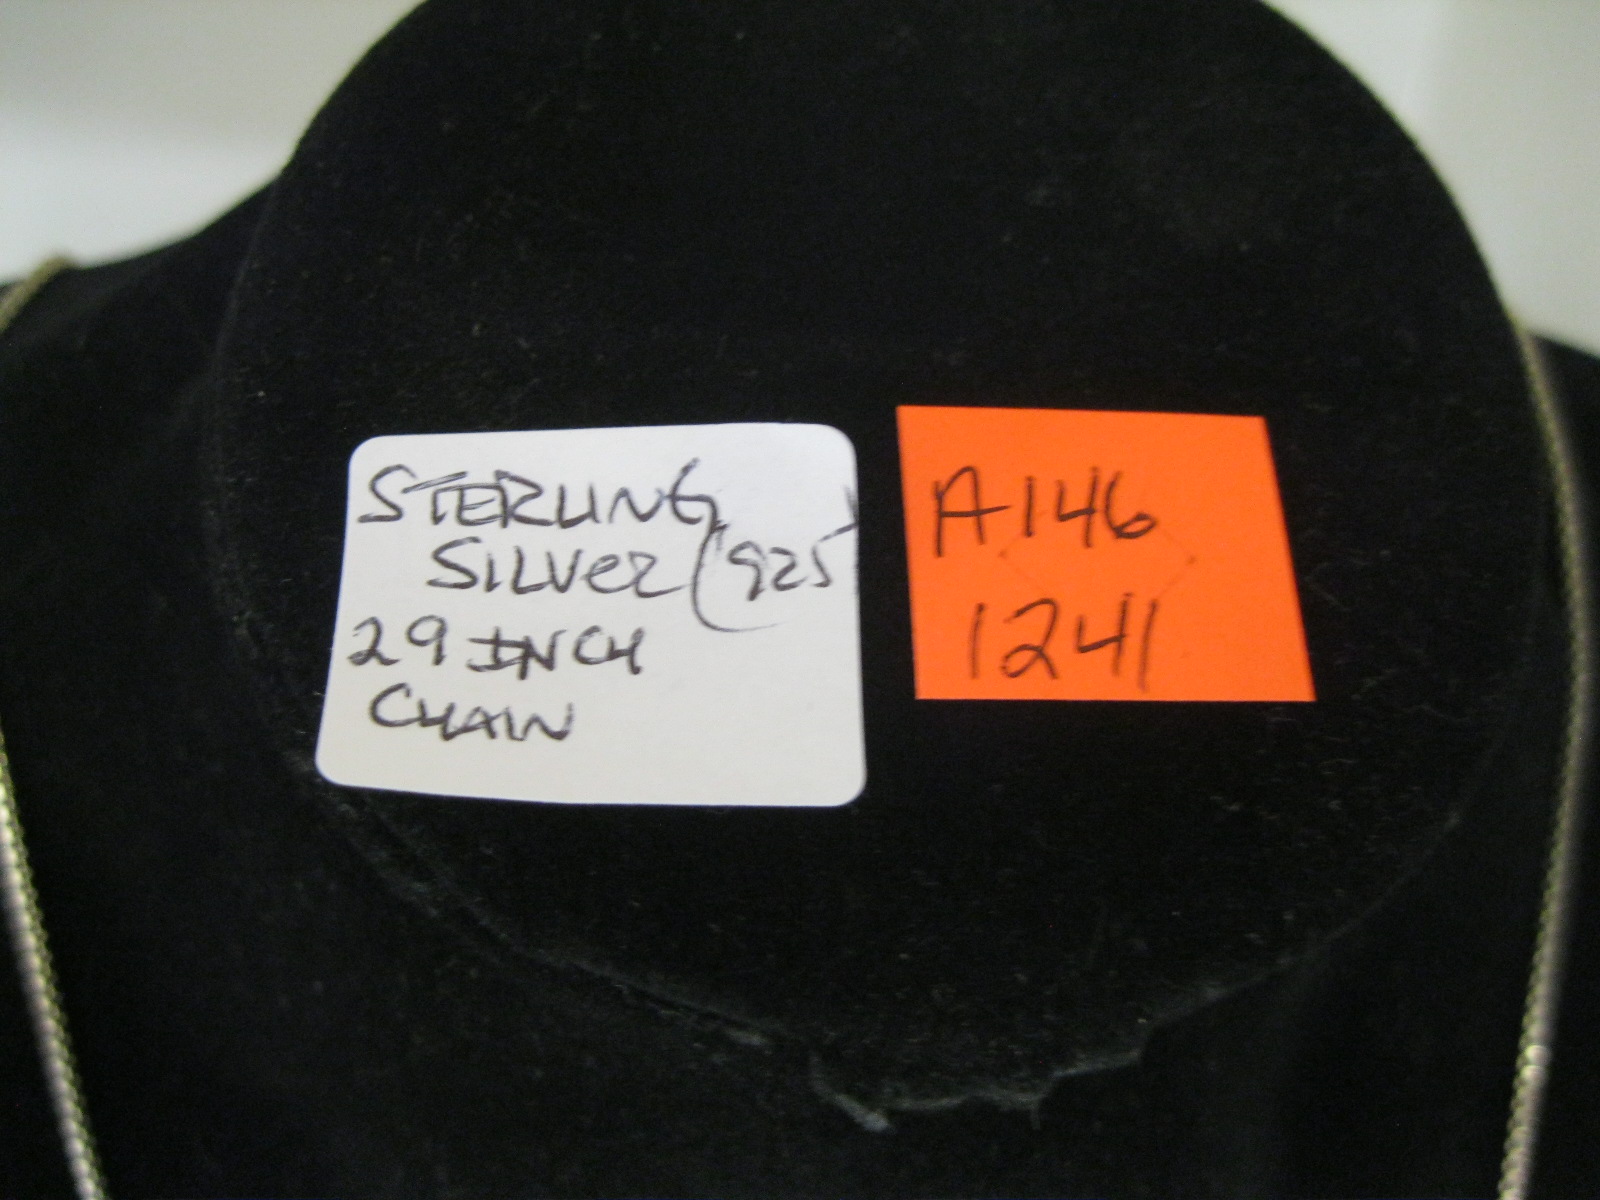 STERLING
SILVER (925)
29 INCH
CHAIN
A146
1241